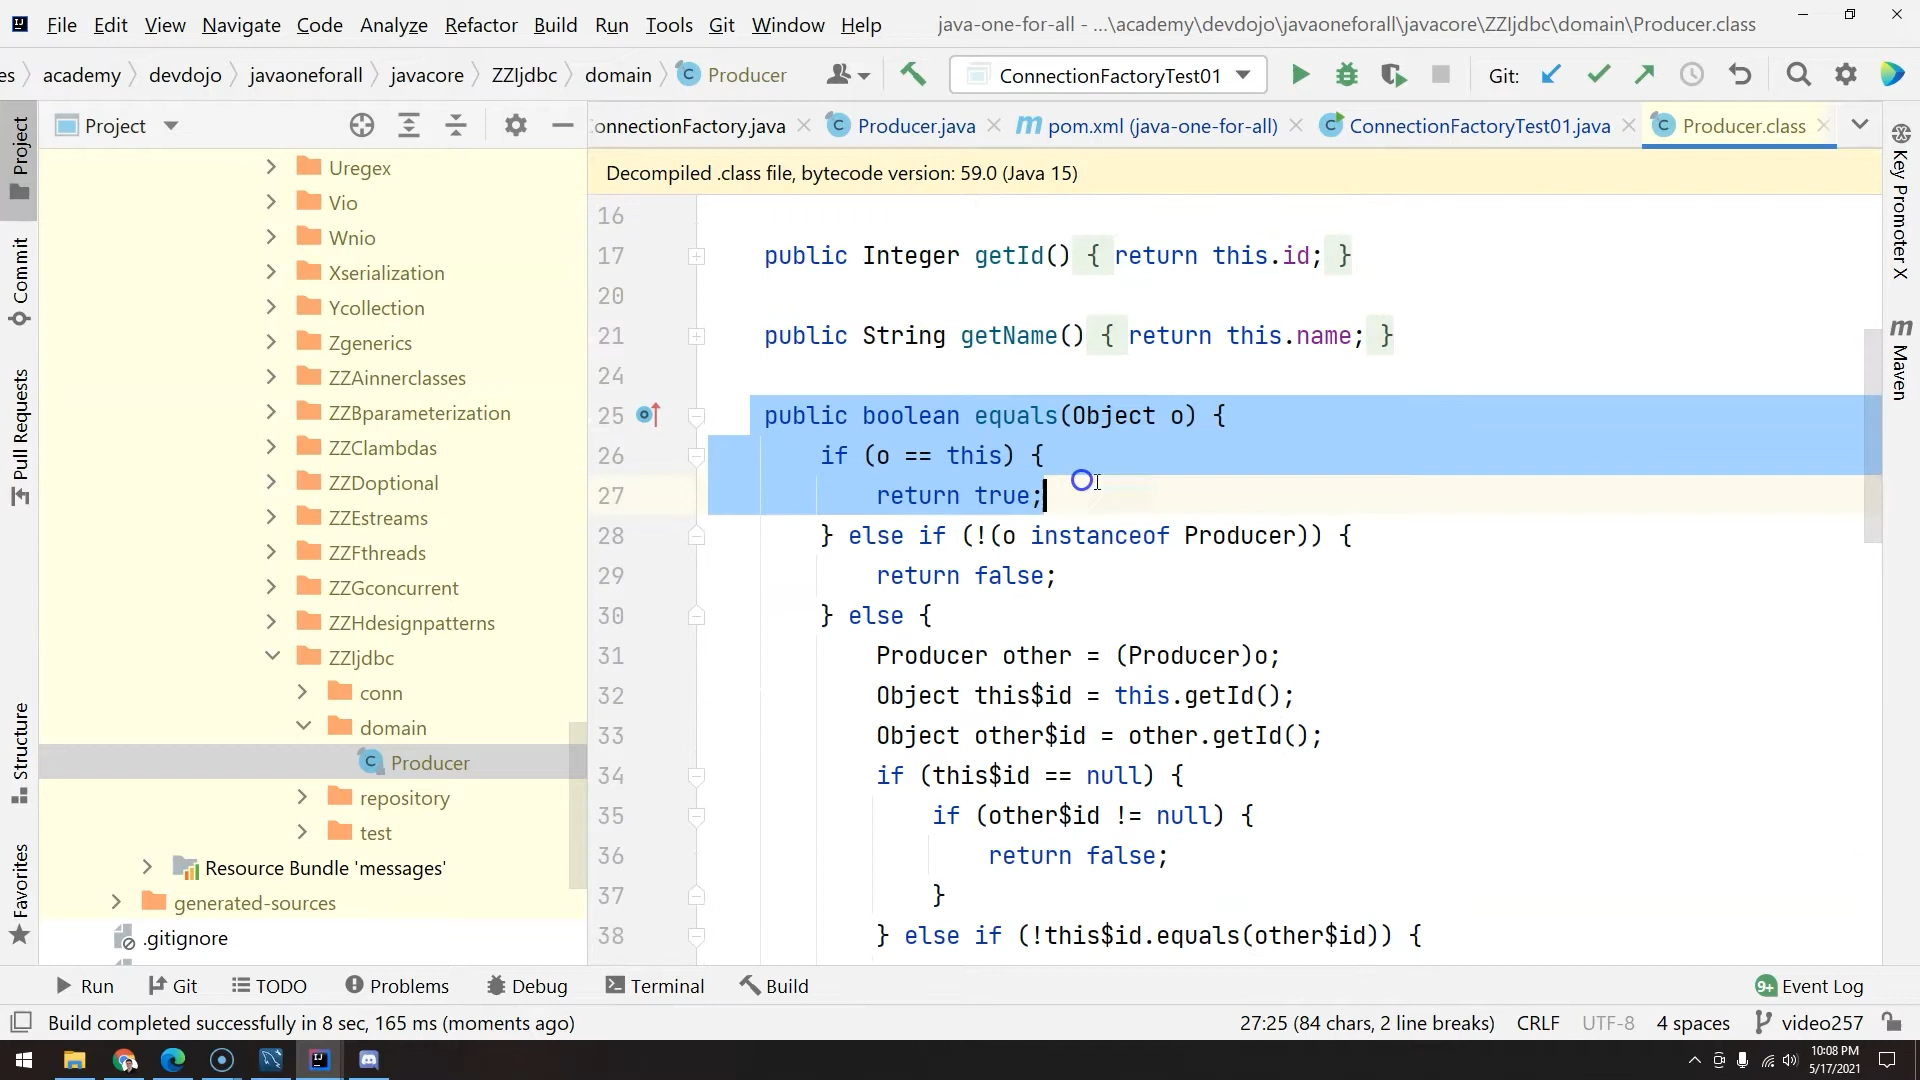 File Edit View Navigate Code Analyze Refactor Build Run Tools Git Window Help java-one-for-all - ...\academy\devdojo\javaoneforall\javacore\ZZIjdbc\domain\Producer.class
es academy devdojo javaoneforall javacore ZZIjdbc domain Producer ConnectionFactoryTest01 Git:
Project
onnectionFactory.java Producer.java pom.xml (java-one-for-all) ConnectionFactoryTest01.java Producer.class
Decompiled .class file, bytecode version: 59.0 (Java 15)
Project
Commit
Pull Requests
Structure
Favorites
Uregex
Vio
Wnio
Xserialization
Ycollection
Zgenerics
ZZAinnerclasses
ZZBparameterization
ZZClambdas
ZZDoptional
ZZEstreams
ZZFthreads
ZZGconcurrent
ZZHdesignpatterns
ZZIjdbc
conn
domain
Producer
repository
test
Resource Bundle 'messages'
generated-sources
.gitignore
16
17 public Integer getId() { return this.id; }
20
21 public String getName() { return this.name; }
24
25 public boolean equals(Object o) {
26 if (o == this) {
27 return true;
28 } else if (!(o instanceof Producer)) {
29 return false;
30 } else {
31 Producer other = (Producer)o;
32 Object this$id = this.getId();
33 Object other$id = other.getId();
34 if (this$id == null) {
35 if (other$id != null) {
36 return false;
37 }
38 } else if (!this$id.equals(other$id)) {
Key Promoter X
Maven
Run Git TODO Problems Debug Terminal Build 9+ Event Log
Build completed successfully in 8 sec, 165 ms (moments ago) 27:25 (84 chars, 2 line breaks) CRLF UTF-8 4 spaces video257
10:08 PM
5/17/2021